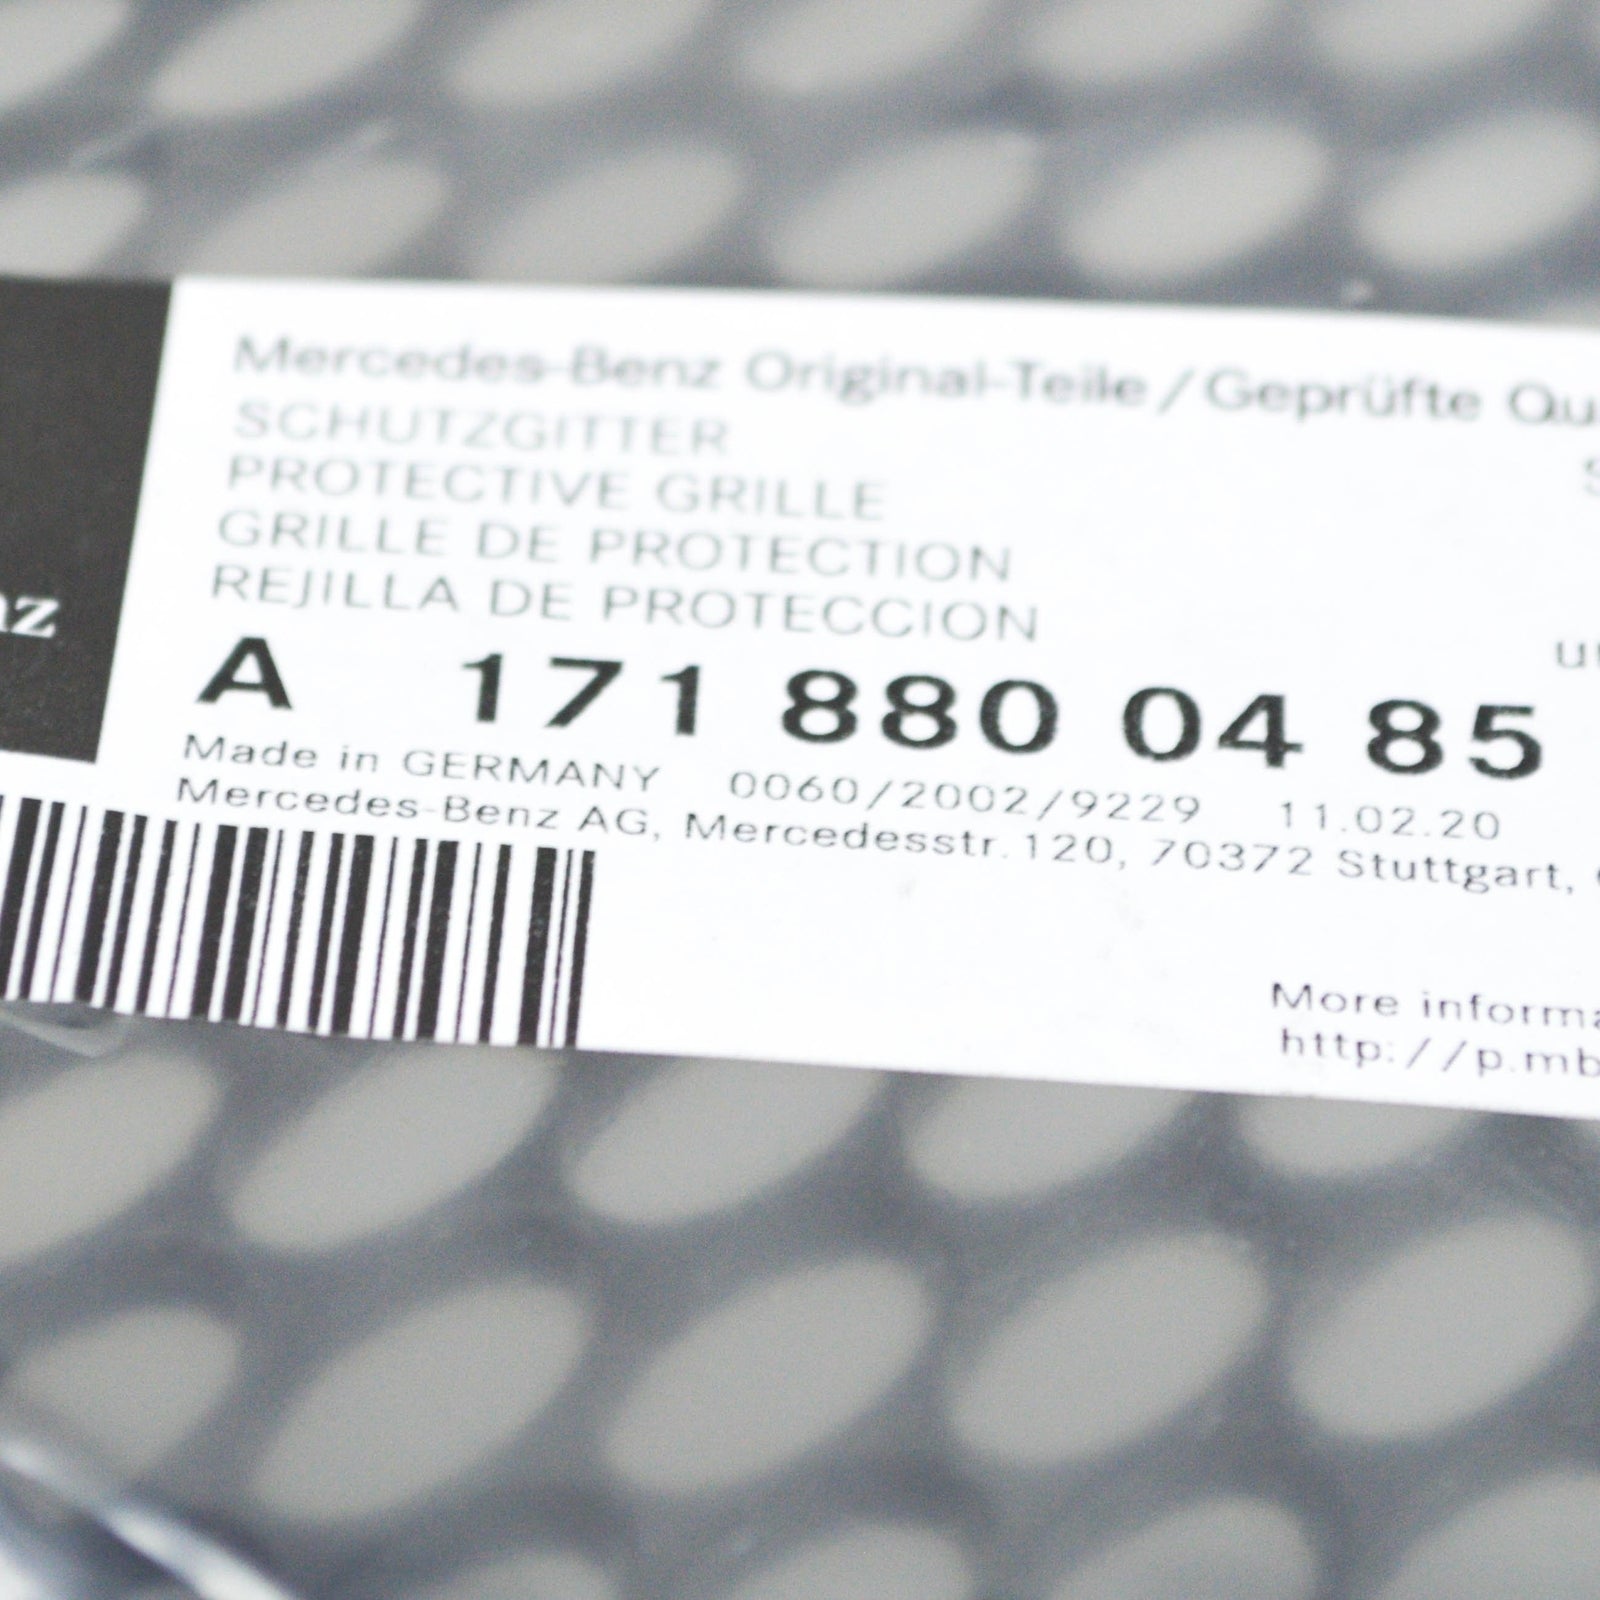 Mercedes-Benz Original-Teile / Geprüfte Qu
SCHUTZGITTER
PROTECTIVE GRILLE
GRILLE DE PROTECTION
REJILLA DE PROTECCION
A 171 880 04 85
Made in GERMANY 0060/2002/9229 11.02.20
Mercedes-Benz AG, Mercedesstr.120, 70372 Stuttgart,
More informa
http://p.mb
nz